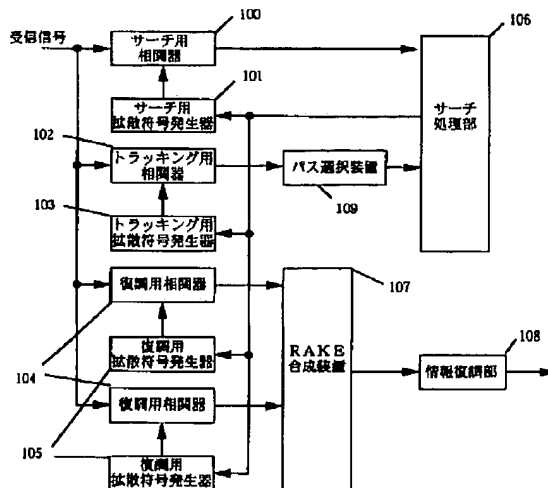 100
106
受信信号
サーチ用
相関器
101
サーチ用
拡散符号発生器
サーチ
処理部
102
トラッキング用
相関器
パス選択装置
103
109
トラッキング用
拡散符号発生器
107
復調用相関器
復調用
拡散符号発生器
RAKE
合成装置
108
情報復調部
104
復調用相関器
105
復調用
拡散符号発生器